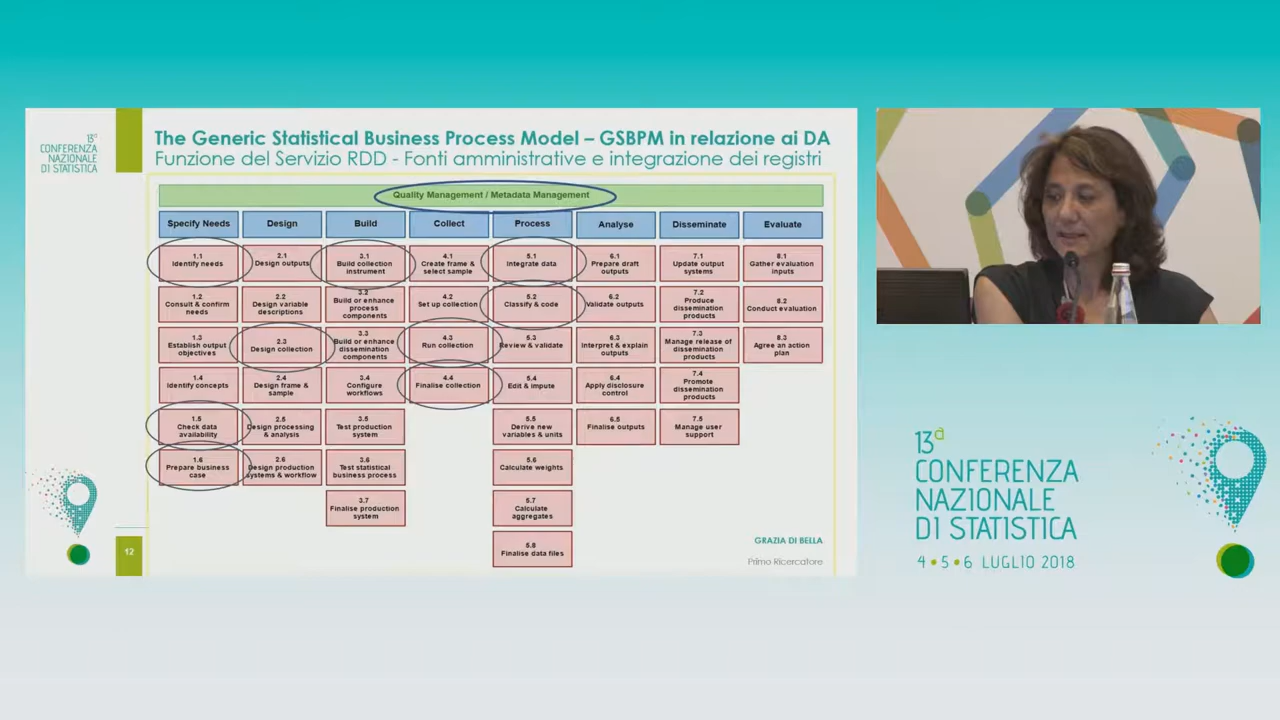 13ª
CONFERENZA
NAZIONALE
DI STATISTICA
The Generic Statistical Business Process Model – GSBPM in relazione ai DA
Funzione del Servizio RDD - Fonti amministrative e integrazione dei registri
Quality Management / Metadata Management
Specify Needs
Design
Build
Collect
Process
Analyse
Disseminate
Evaluate
1.1
Identify needs
1.2
Consult & confirm
needs
1.3
Establish output
objectives
1.4
Identify concepts
1.5
Check data
availability
1.6
Prepare business
case
2.1
Design outputs
2.2
Design variable
descriptions
2.3
Design collection
2.4
Design frame &
sample
2.5
Design processing
& analysis
2.6
Design production
systems & workflow
3.1
Build collection
instrument
3.2
Build or enhance
process
components
3.3
Build or enhance
dissemination
components
3.4
Configure
workflows
3.5
Test production
system
3.6
Test statistical
business process
3.7
Finalise production
system
4.1
Create frame &
select sample
4.2
Set up collection
4.3
Run collection
4.4
Finalise collection
5.1
Integrate data
5.2
Classify & code
5.3
Review & validate
5.4
Edit & impute
5.5
Derive new
variables & units
5.6
Calculate weights
5.7
Calculate
aggregates
5.8
Finalise data files
6.1
Prepare draft
outputs
6.2
Validate outputs
6.3
Interpret & explain
outputs
6.4
Apply disclosure
control
6.5
Finalise outputs
7.1
Update output
systems
7.2
Produce
dissemination
products
7.3
Manage release of
dissemination
products
7.4
Promote
dissemination
products
7.5
Manage user
support
8.1
Gather evaluation
inputs
8.2
Conduct evaluation
8.3
Agree an action
plan
12
GRAZIA DI BELLA
Primo Ricercatore
13ª
CONFERENZA
NAZIONALE
DI STATISTICA
4 • 5 • 6 LUGLIO 2018